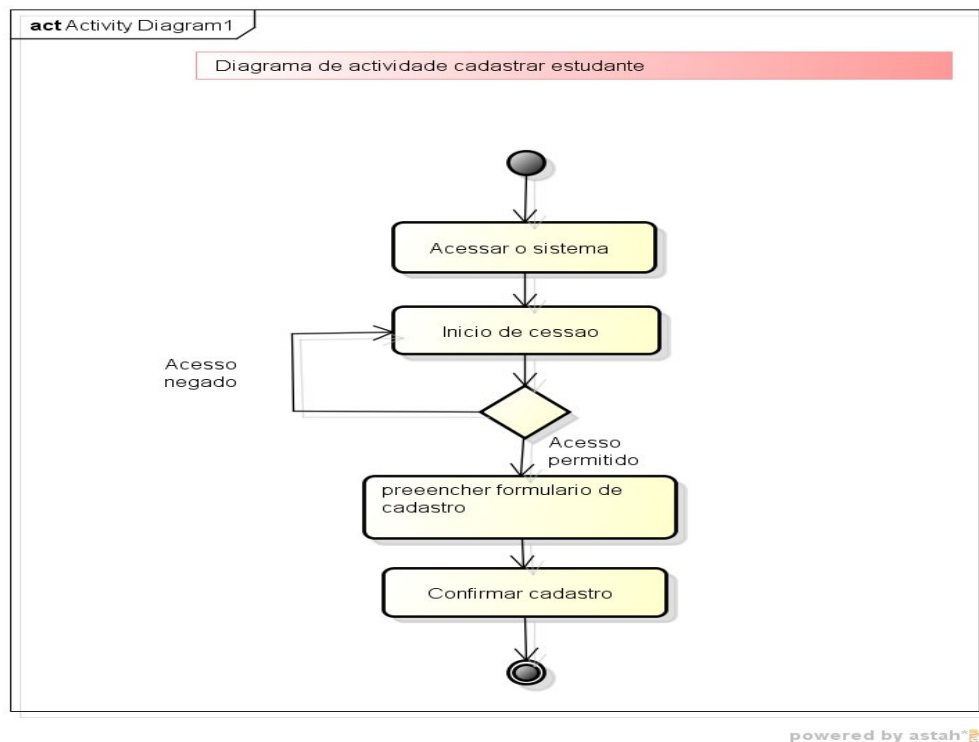 act Activity Diagram1
Diagrama de actividade cadastrar estudante
Acessar o sistema
Inicio de cessao
Acesso
negado
Acesso
permitido
preeencher formulario de
cadastro
Confirmar cadastro
powered by astah*